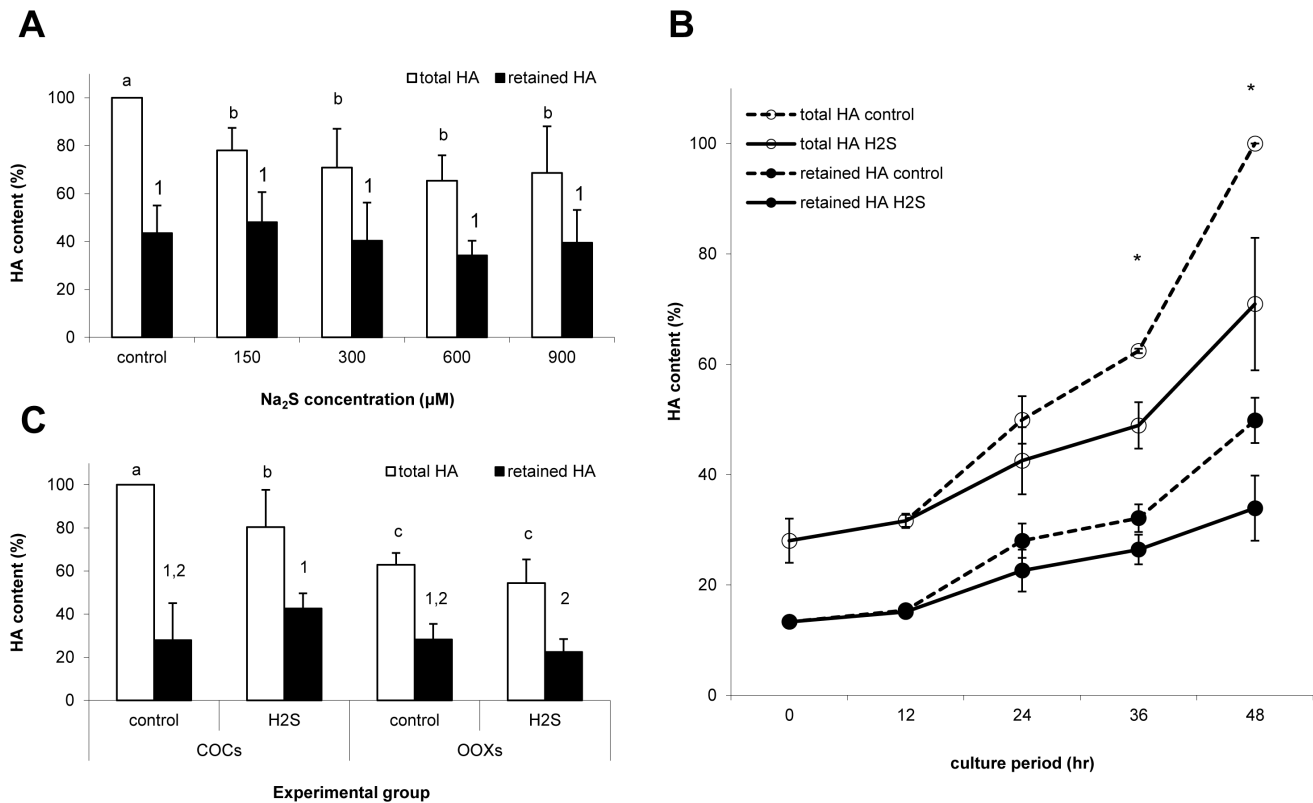 A
total HA retained HA
HA content (%)
100
80
60
40
20
0
a
1
b
1
b
1
b
1
b
1
control 150 300 600 900
Na₂S concentration (µM)
B
total HA control
total HA H2S
retained HA control
retained HA H2S
HA content (%)
100
80
60
40
20
0
*
*
0 12 24 36 48
culture period (hr)
C
total HA retained HA
HA content (%)
100
80
60
40
20
0
a
1,2
b
1
c
1,2
c
2
control H2S control H2S
COCs OOXs
Experimental group